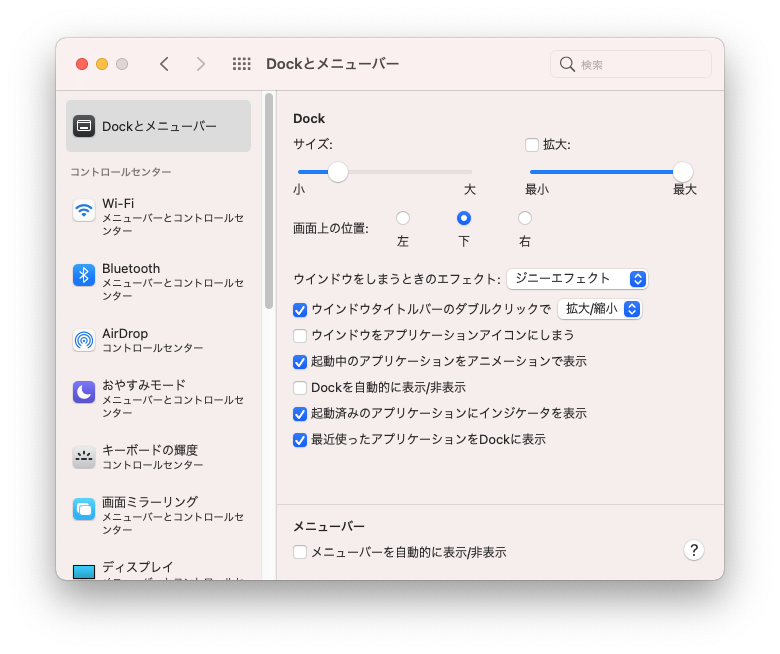 Dockとメニューバー
検索
Dockとメニューバー
コントロールセンター
Wi-Fi
メニューバーとコントロールセ
ンター
Bluetooth
メニューバーとコントロールセ
ンター
AirDrop
コントロールセンター
おやすみモード
メニューバーとコントロールセ
ンター
キーボードの輝度
コントロールセンター
画面ミラーリング
メニューバーとコントロールセ
ンター
ディスプレイ
Dock
サイズ:
拡大:
小 大 最小 最大
画面上の位置:
左 下 右
ウインドウをしまうときのエフェクト: ジニーエフェクト
ウインドウタイトルバーのダブルクリックで 拡大/縮小
ウインドウをアプリケーションアイコンにしまう
起動中のアプリケーションをアニメーションで表示
Dockを自動的に表示/非表示
起動済みのアプリケーションにインジケータを表示
最近使ったアプリケーションをDockに表示
メニューバー
メニューバーを自動的に表示/非表示
?